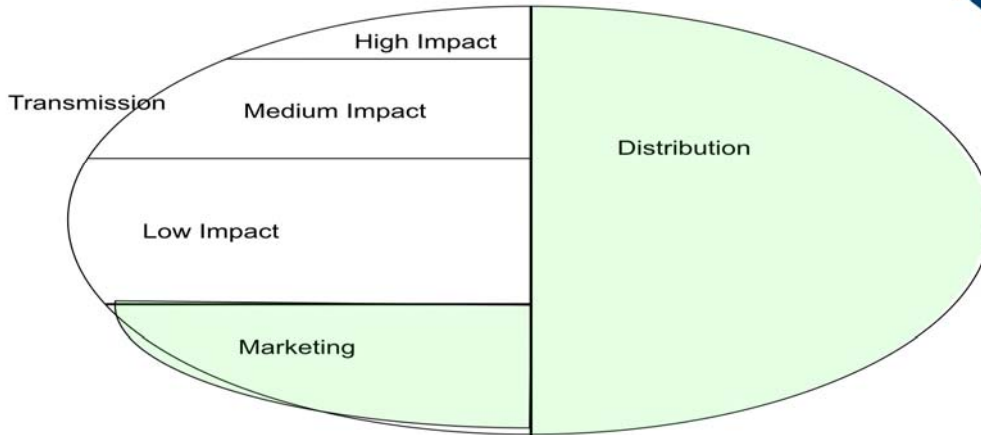 High Impact
Transmission
Medium Impact
Distribution
Low Impact
Marketing